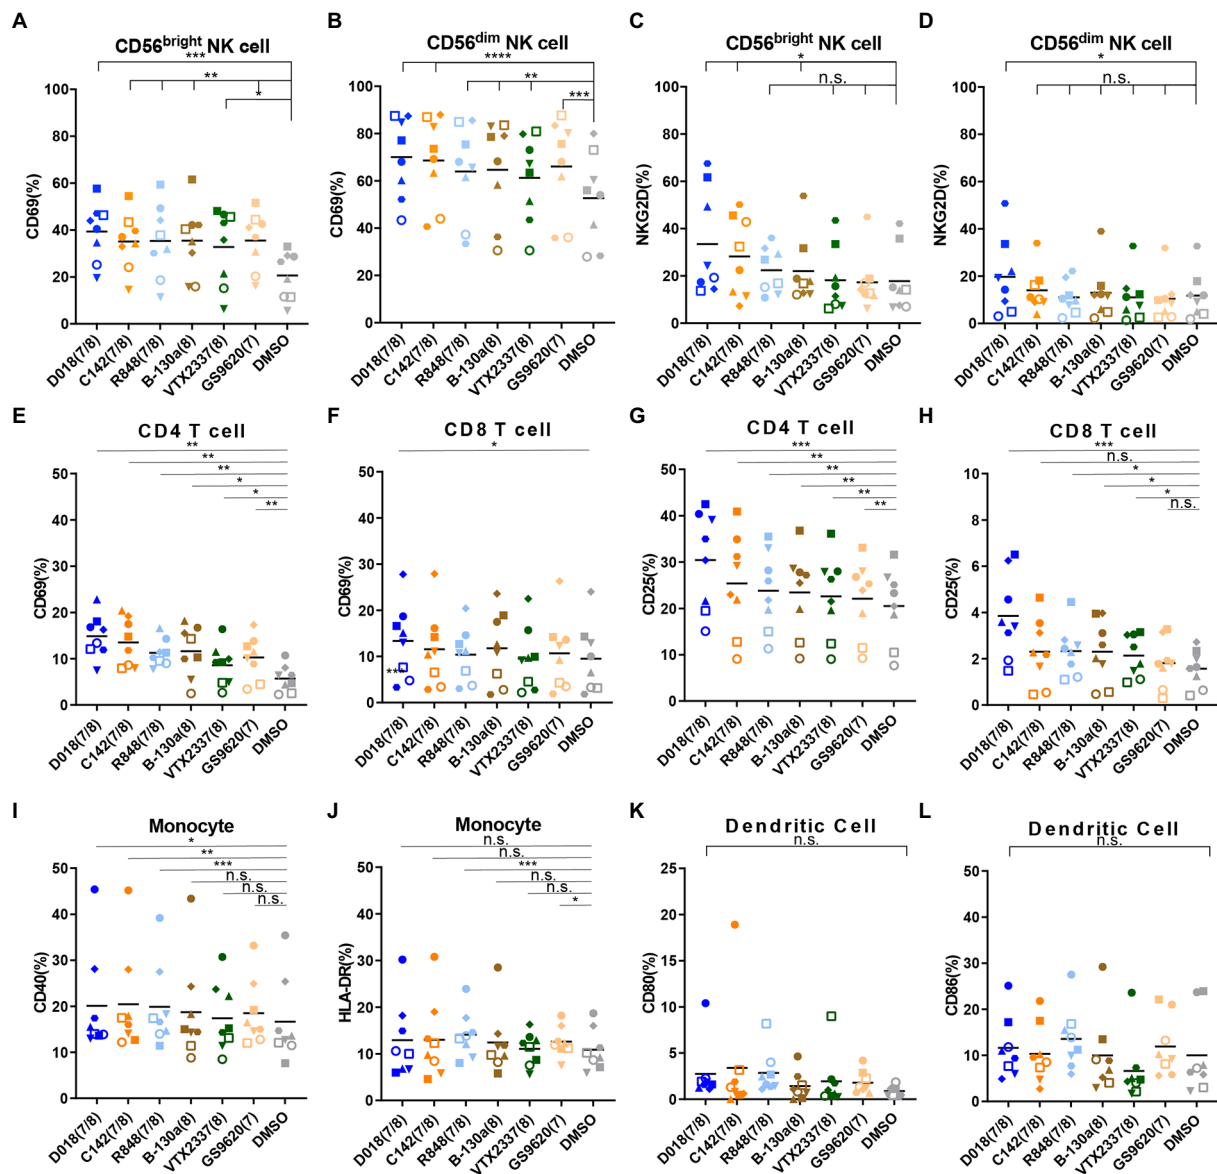 A
CD56bright NK cell
***
**
*
CD69(%)
100
80
60
40
20
0
D018(7/8)
C142(7/8)
R848(7/8)
B-130a(8)
VTX2337(8)
GS9620(7)
DMSO
B
CD56dim NK cell
****
**
***
CD69(%)
100
80
60
40
20
0
D018(7/8)
C142(7/8)
R848(7/8)
B-130a(8)
VTX2337(8)
GS9620(7)
DMSO
C
CD56bright NK cell
*
n.s.
NKG2D(%)
100
80
60
40
20
0
D018(7/8)
C142(7/8)
R848(7/8)
B-130a(8)
VTX2337(8)
GS9620(7)
DMSO
D
CD56dim NK cell
*
n.s.
NKG2D(%)
100
80
60
40
20
0
D018(7/8)
C142(7/8)
R848(7/8)
B-130a(8)
VTX2337(8)
GS9620(7)
DMSO
E
CD4 T cell
**
**
**
*
*
**
CD69(%)
50
40
30
20
10
0
D018(7/8)
C142(7/8)
R848(7/8)
B-130a(8)
VTX2337(8)
GS9620(7)
DMSO
F
CD8 T cell
*
CD69(%)
50
40
30
20
10
0
***
D018(7/8)
C142(7/8)
R848(7/8)
B-130a(8)
VTX2337(8)
GS9620(7)
DMSO
G
CD4 T cell
***
**
**
**
**
**
CD25(%)
50
40
30
20
10
0
D018(7/8)
C142(7/8)
R848(7/8)
B-130a(8)
VTX2337(8)
GS9620(7)
DMSO
H
CD8 T cell
***
n.s.
*
*
*
n.s.
CD25(%)
10
8
6
4
2
0
D018(7/8)
C142(7/8)
R848(7/8)
B-130a(8)
VTX2337(8)
GS9620(7)
DMSO
I
Monocyte
*
**
***
n.s.
n.s.
n.s.
CD40(%)
50
40
30
20
10
0
D018(7/8)
C142(7/8)
R848(7/8)
B-130a(8)
VTX2337(8)
GS9620(7)
DMSO
J
Monocyte
n.s.
n.s.
***
n.s.
n.s.
*
HLA-DR(%)
50
40
30
20
10
0
D018(7/8)
C142(7/8)
R848(7/8)
B-130a(8)
VTX2337(8)
GS9620(7)
DMSO
K
Dendritic Cell
n.s.
CD80(%)
25
20
15
10
5
0
D018(7/8)
C142(7/8)
R848(7/8)
B-130a(8)
VTX2337(8)
GS9620(7)
DMSO
L
Dendritic Cell
n.s.
CD86(%)
50
40
30
20
10
0
D018(7/8)
C142(7/8)
R848(7/8)
B-130a(8)
VTX2337(8)
GS9620(7)
DMSO